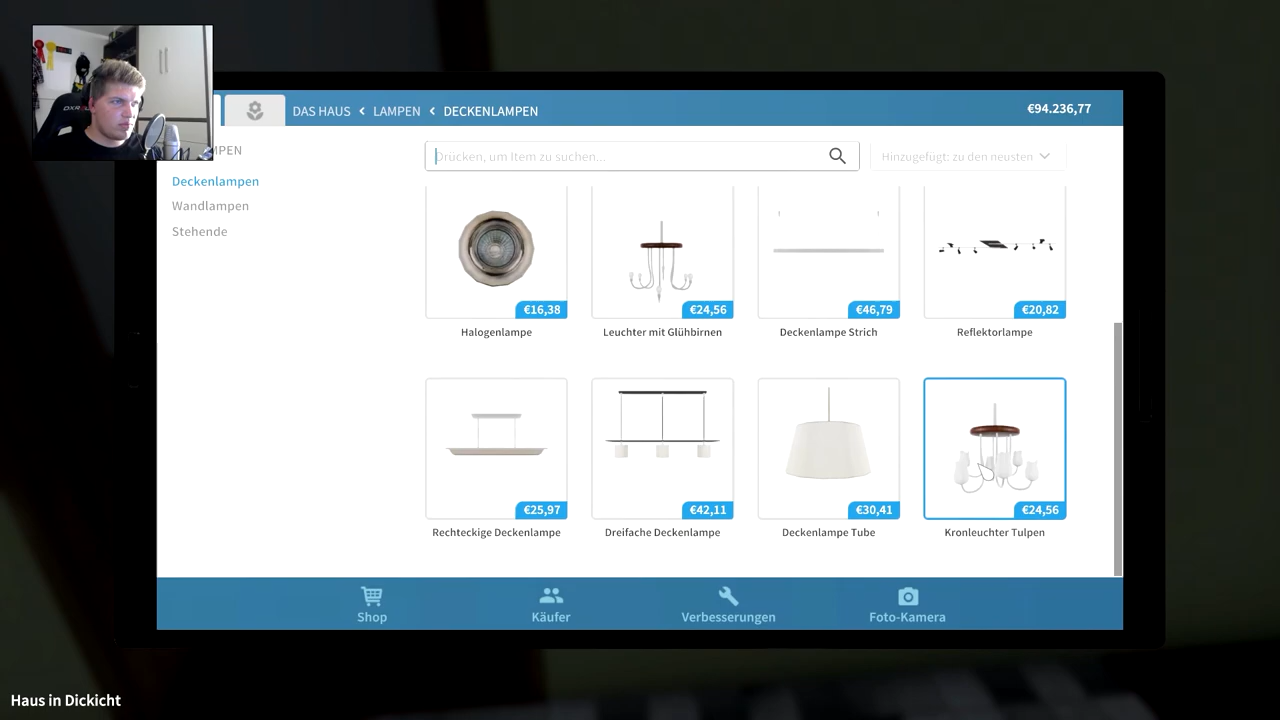 DAS HAUS < LAMPEN < DECKENLAMPEN
€94.236,77
MPEN
Drücken, um Item zu suchen...
Hinzugefügt: zu den neusten
Deckenlampen
Wandlampen
Stehende
€16,38
€24,56
€46,79
€20,82
Halogenlampe
Leuchter mit Glühbirnen
Deckenlampe Strich
Reflektorlampe
€25,97
€42,11
€30,41
€24,56
Rechteckige Deckenlampe
Dreifache Deckenlampe
Deckenlampe Tube
Kronleuchter Tulpen
Shop
Käufer
Verbesserungen
Foto-Kamera
Haus in Dickicht